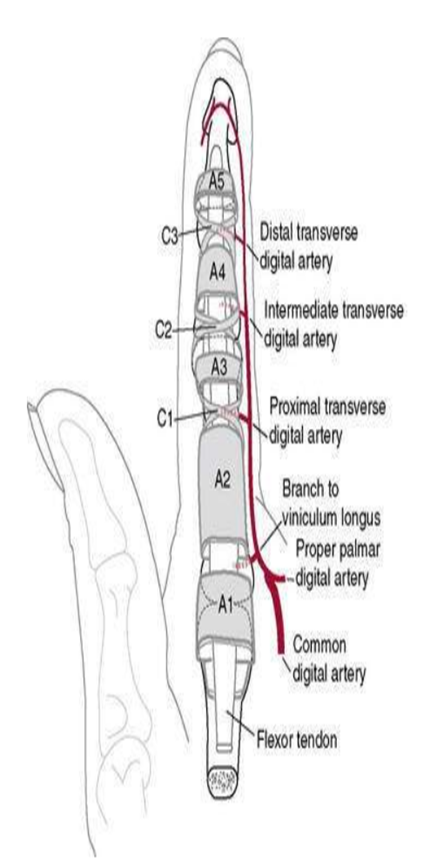 A5
C3
Distal transverse
digital artery
A4
Intermediate transverse
digital artery
C2
A3
C1
Proximal transverse
digital artery
A2
Branch to
viniculum longus
Proper palmar
digital artery
A1
Common
digital artery
Flexor tendon